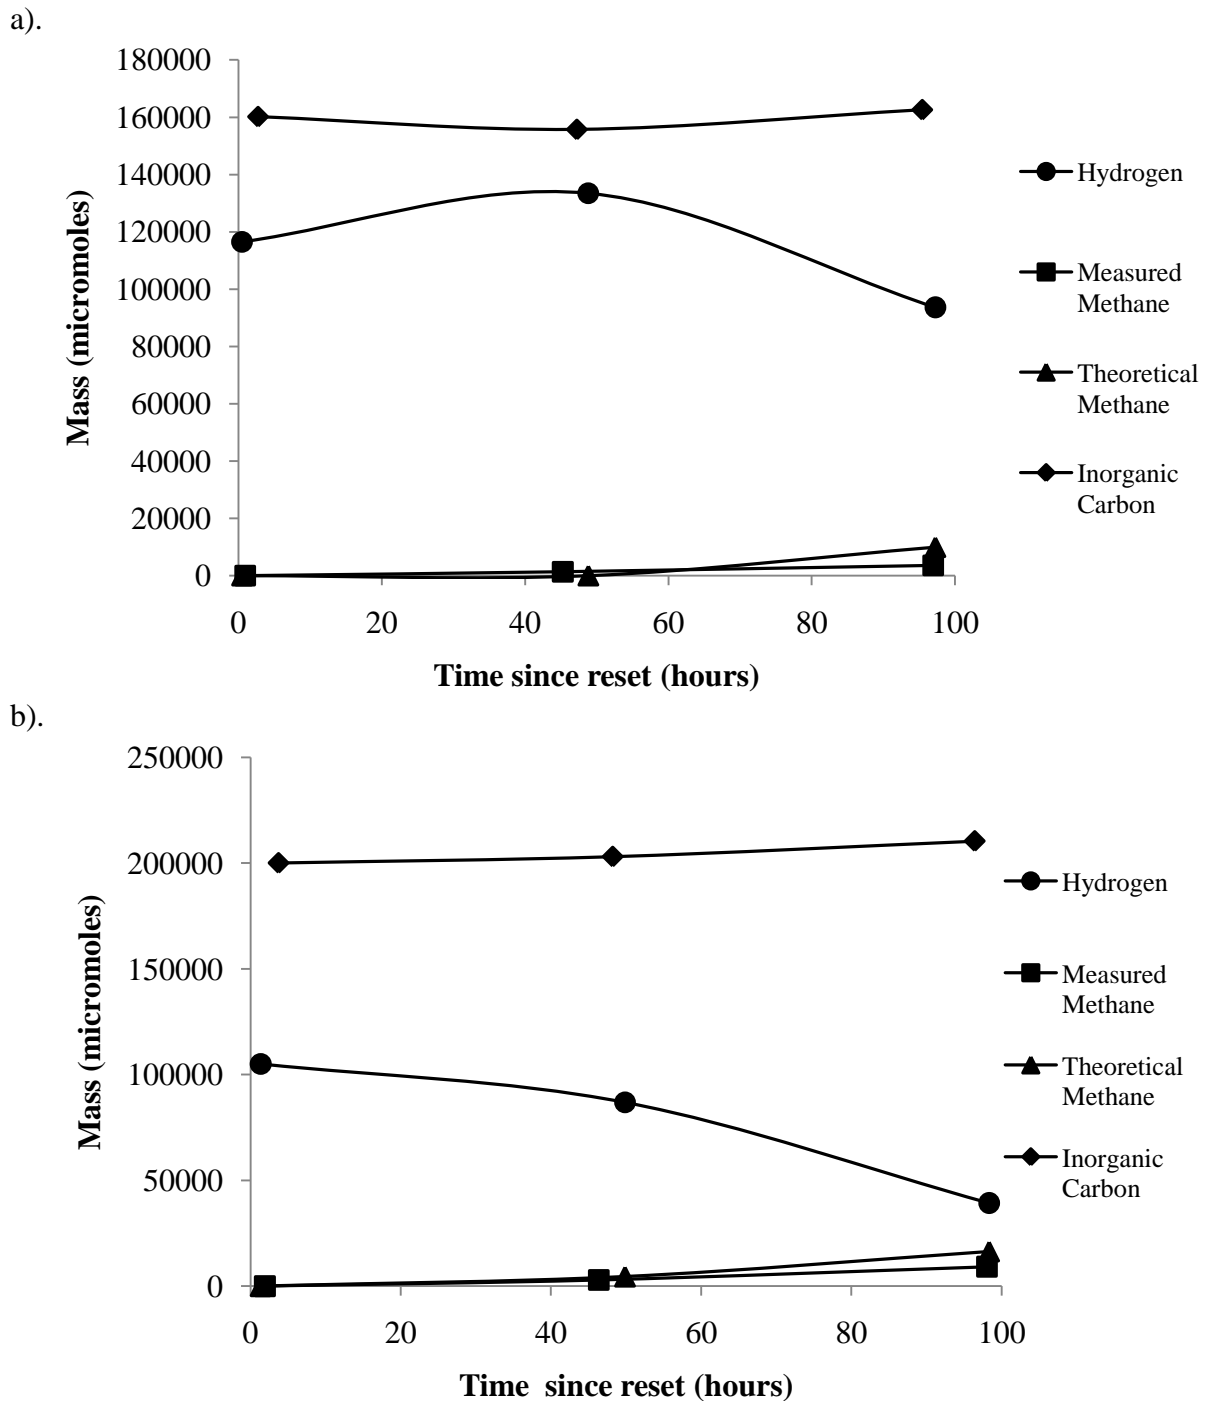 a).
180000
160000
140000
120000
100000
80000
60000
40000
20000
0
0 20 40 60 80 100
Mass (micromoles)
Time since reset (hours)
Hydrogen
Measured
Methane
Theoretical
Methane
Inorganic
Carbon
b).
250000
200000
150000
100000
50000
0
0 20 40 60 80 100
Mass (micromoles)
Time since reset (hours)
Hydrogen
Measured
Methane
Theoretical
Methane
Inorganic
Carbon